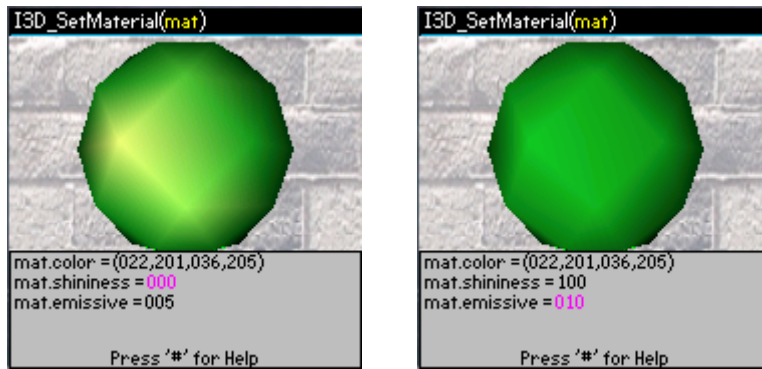 I3D_SetMaterial(mat)
mat.color =(022,201,036,205)
mat.shininess =000
mat.emissive =005
Press '#' for Help
I3D_SetMaterial(mat)
mat.color =(022,201,036,205)
mat.shininess =100
mat.emissive =010
Press '#' for Help